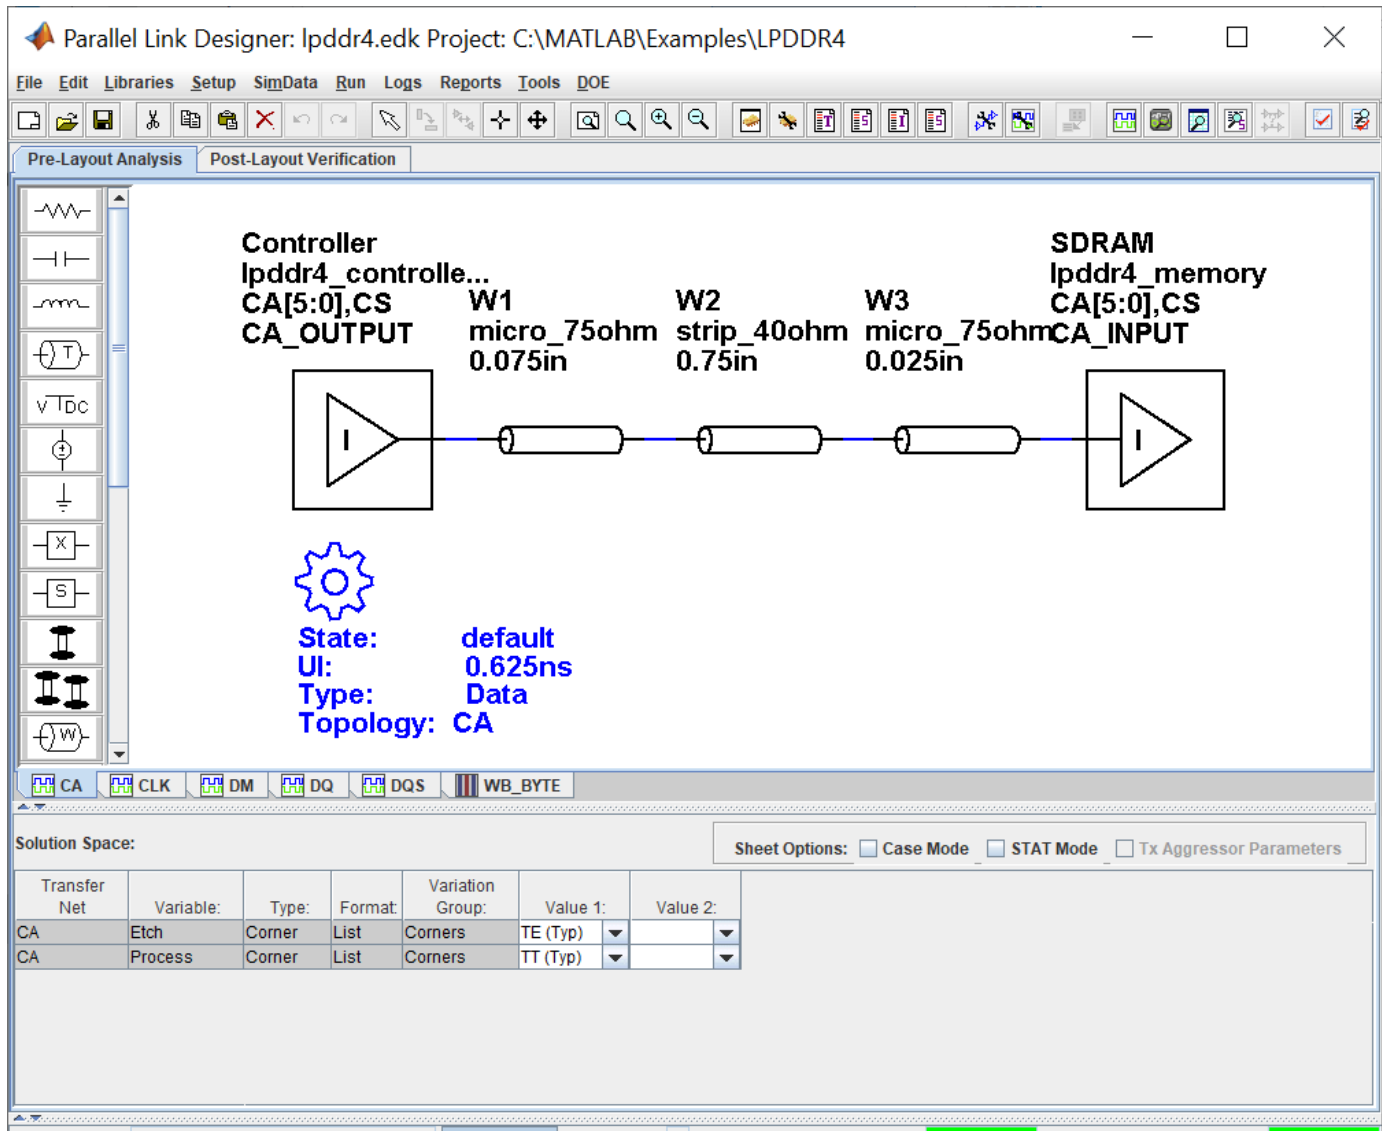 Parallel Link Designer: lpddr4.edk Project: C:\MATLAB\Examples\LPDDR4
File Edit Libraries Setup SimData Run Logs Reports Tools DOE
Pre-Layout Analysis Post-Layout Verification
Controller
lpddr4_controlle...
CA[5:0],CS
CA_OUTPUT
W1
micro_75ohm
0.075in
W2
strip_40ohm
0.75in
W3
micro_75ohm
0.025in
SDRAM
lpddr4_memory
CA[5:0],CS
CA_INPUT
T
V DC
X
S
W
I
I
State: default
UI: 0.625ns
Type: Data
Topology: CA
CA CLK DM DQ DQS WB_BYTE
Solution Space:
Sheet Options: Case Mode STAT Mode Tx Aggressor Parameters
Transfer Net Variable: Type: Format: Variation Group: Value 1: Value 2:
CA Etch Corner List Corners TE (Typ)
CA Process Corner List Corners TT (Typ)